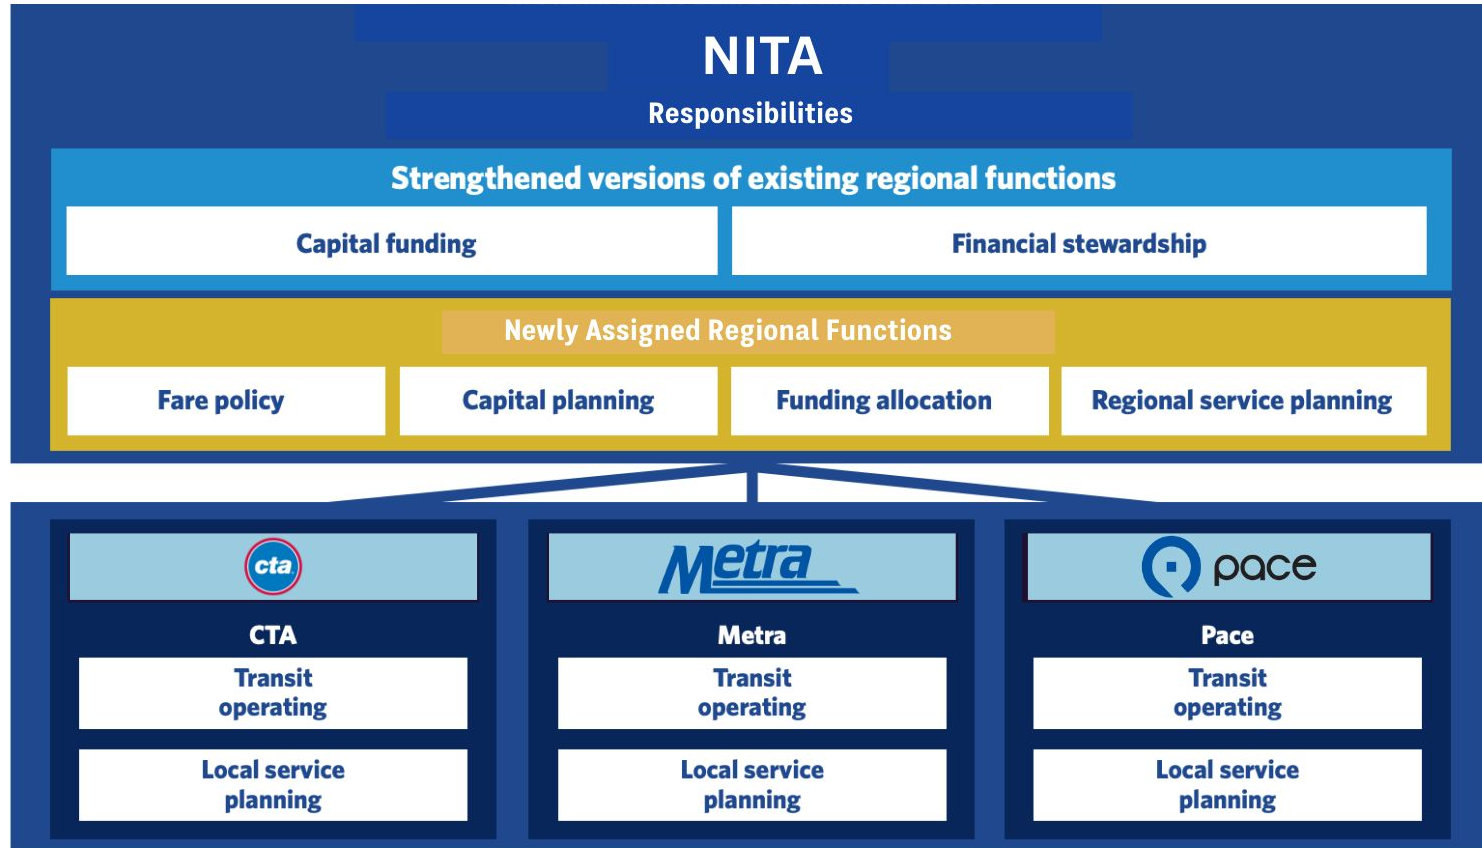 NITA
Responsibilities
Strengthened versions of existing regional functions
Capital funding
Financial stewardship
Newly Assigned Regional Functions
Fare policy
Capital planning
Funding allocation
Regional service planning
cta
Metra
pace
CTA
Metra
Pace
Transit
operating
Transit
operating
Transit
operating
Local service
planning
Local service
planning
Local service
planning